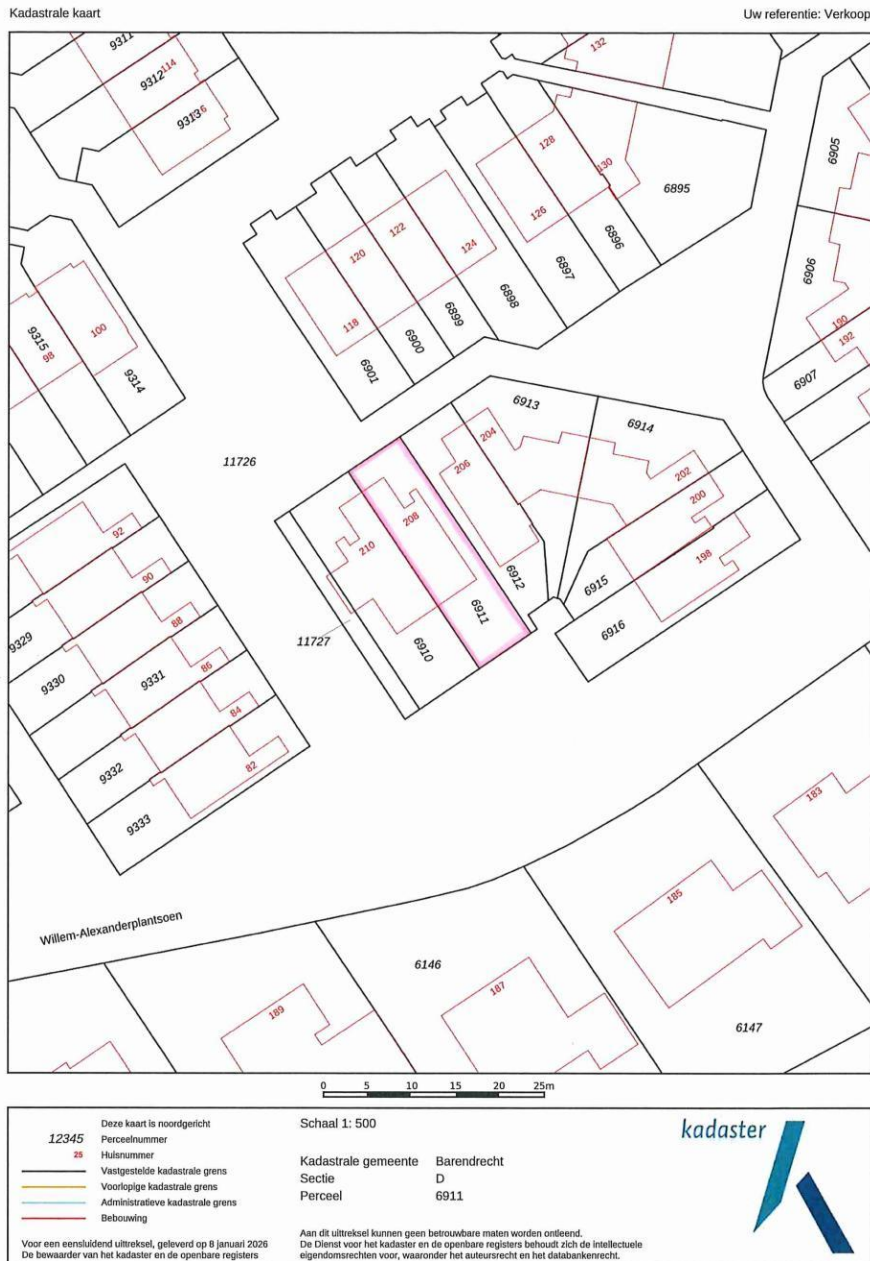 Kadastrale kaart
Uw referentie: Verkoop
9311
9312
114
9313
132
128
130
6895
126
6896
6897
6898
124
122
120
118
6899
6900
6901
6905
6906
190
192
6907
9315
98
100
9314
11726
6913
6914
204
206
202
200
198
208
210
6912
6911
6910
6915
6916
11727
92
90
88
86
84
82
9329
9330
9331
9332
9333
Willem-Alexanderplantsoen
183
185
187
189
6146
6147
0 5 10 15 20 25m
Deze kaart is noordgericht
12345 Perceelnummer
25 Huisnummer
Vastgestelde kadastrale grens
Voorlopige kadastrale grens
Administratieve kadastrale grens
Bebouwing
Voor een eensluidend uittreksel, geleverd op 8 januari 2026
De bewaarder van het kadaster en de openbare registers
Schaal 1: 500
Kadastrale gemeente Barendrecht
Sectie D
Perceel 6911
Aan dit uittreksel kunnen geen betrouwbare maten worden ontleend.
De Dienst voor het kadaster en de openbare registers behoudt zich de intellectuele
eigendomsrechten voor, waaronder het auteursrecht en het databankenrecht.
kadaster